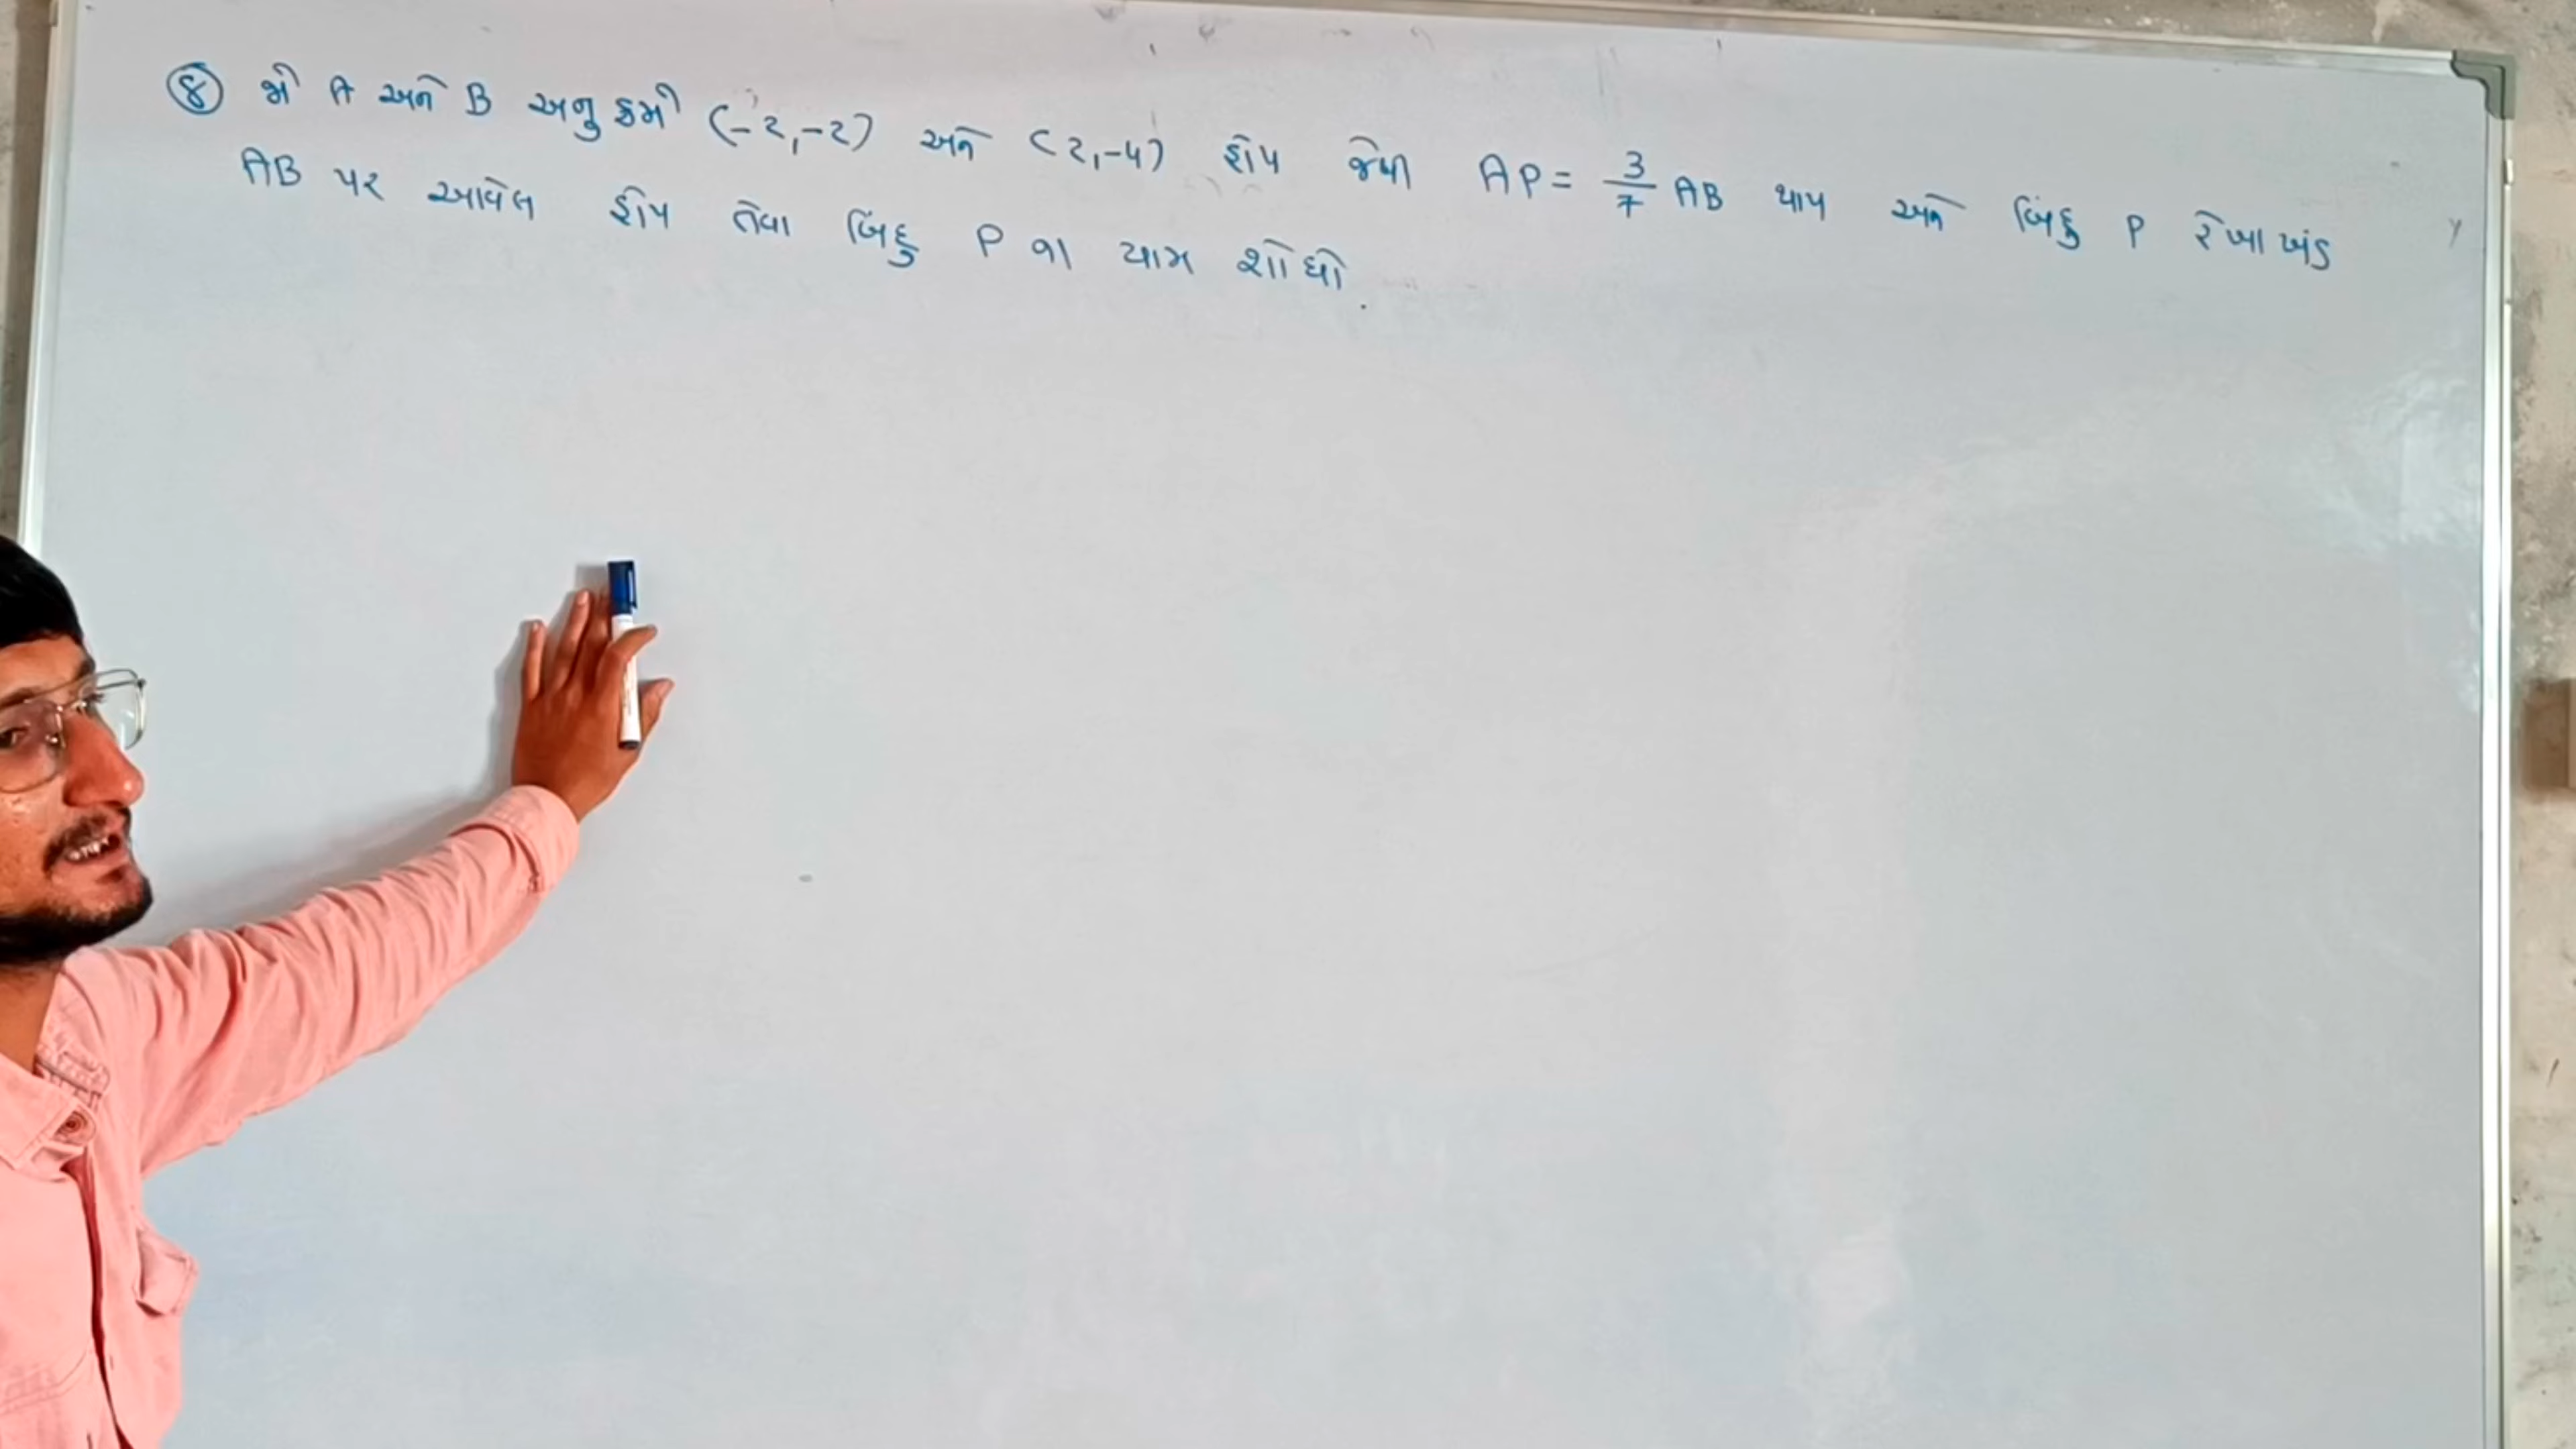 ⑧ જો A અને B અનુક્રમે (-2,-2) અને (2,-4) હોય જેથી AP = 3/7 AB થાય અને બિંદુ P રેખાખંડ
AB પર આવેલ હોય તેવા બિંદુ P ના યામ શોધો.